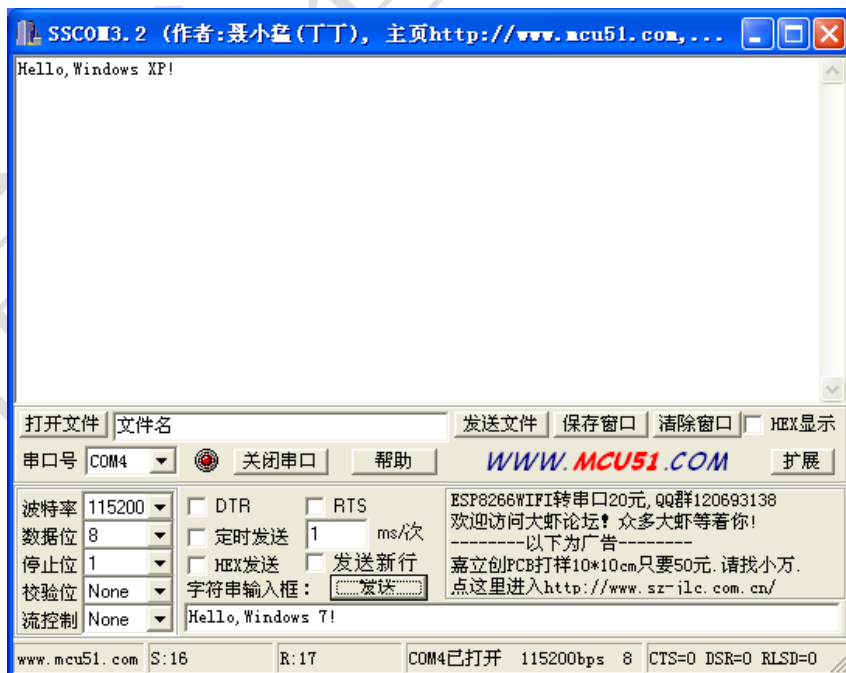 SSCOM3.2 (作者:聂小猛(丁丁), 主页http://www.mcu51.com,...
Hello,Windows XP!
打开文件 文件名 发送文件 保存窗口 清除窗口 HEX显示
串口号 COM4 关闭串口 帮助 WWW.MCU51.COM 扩展
波特率 115200 DTR RTS
数据位 8 定时发送 1 ms/次
停止位 1 HEX发送 发送新行
校验位 None 字符串输入框: 发送
流控制 None Hello,Windows 7!
ESP8266WIFI转串口20元,QQ群120693138
欢迎访问大虾论坛! 众多大虾等着你!
--------以下为广告--------
嘉立创PCB打样10*10cm只要50元.请找小万.
点这里进入http://www.sz-jlc.com.cn/
www.mcu51.com S:16 R:17 COM4已打开 115200bps 8 CTS=0 DSR=0 RLSD=0